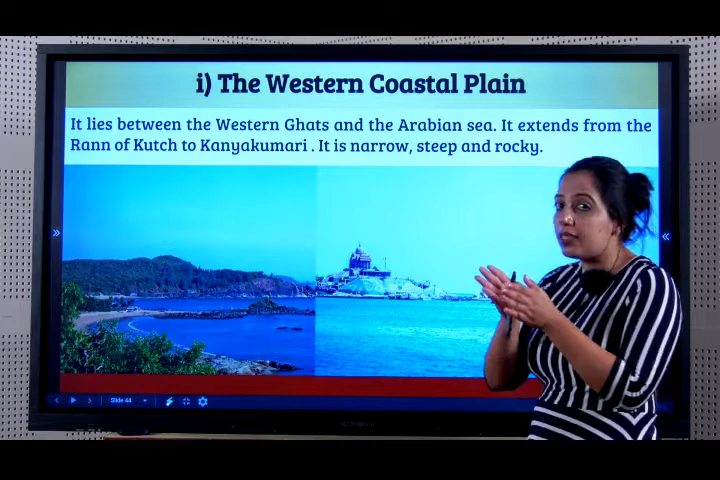 i) The Western Coastal Plain
It lies between the Western Ghats and the Arabian sea. It extends from the
Rann of Kutch to Kanyakumari . It is narrow, steep and rocky.
Slide 44